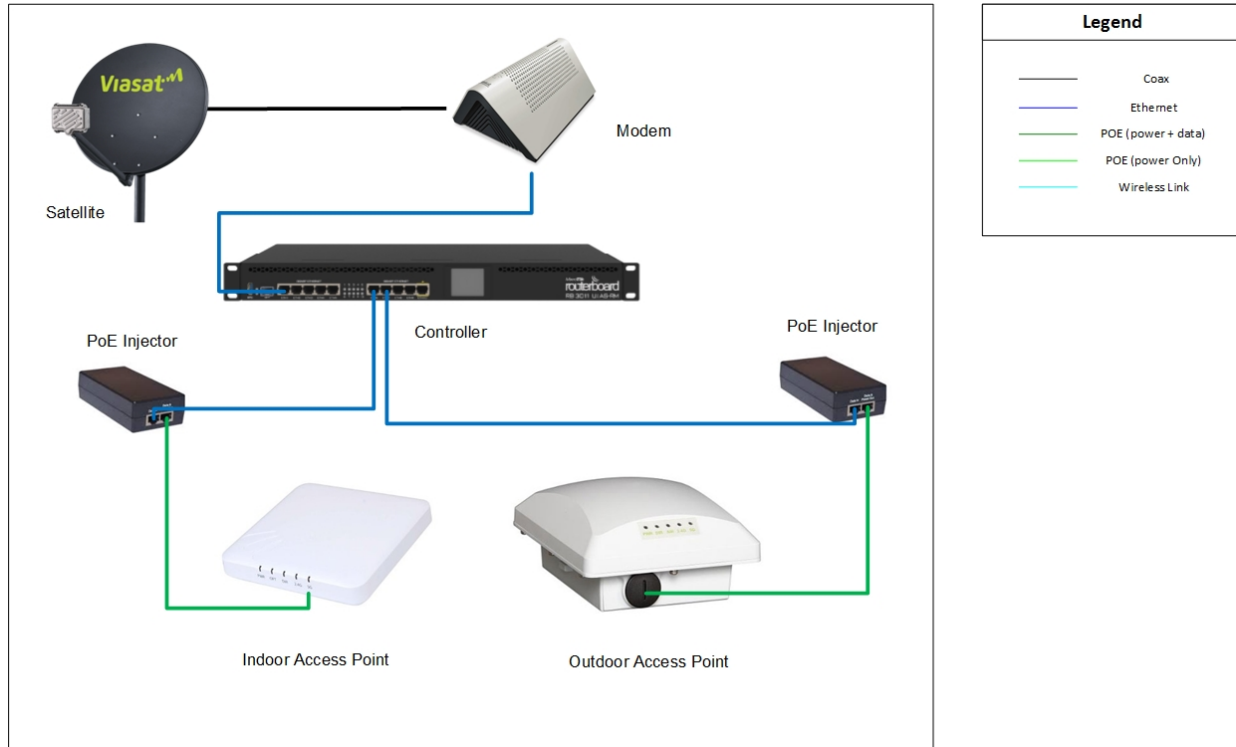 Legend
Coax
Ethernet
POE (power + data)
POE (power Only)
Wireless Link
Viasat
Modem
Satellite
routerboard
Controller
PoE Injector
PoE Injector
Indoor Access Point
Outdoor Access Point